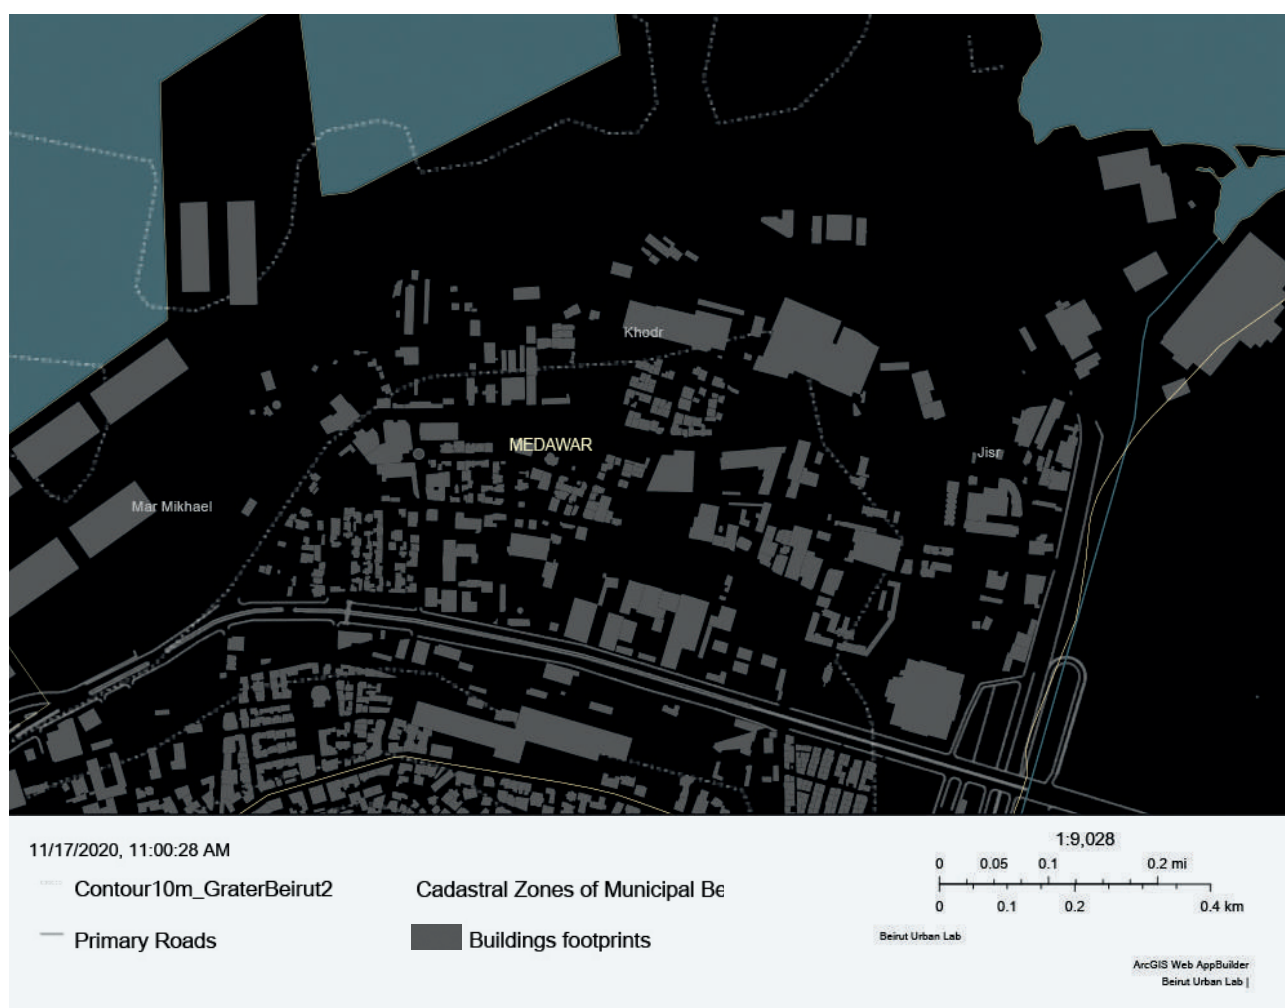 Khodr
MEDAWAR
Jisr
Mar Mikhael
11/17/2020, 11:00:28 AM
Contour10m_GraterBeirut2
Primary Roads
Cadastral Zones of Municipal Be
Buildings footprints
1:9,028
0 0.05 0.1 0.2 mi
0 0.1 0.2 0.4 km
Beirut Urban Lab
ArcGIS Web AppBuilder
Beirut Urban Lab |